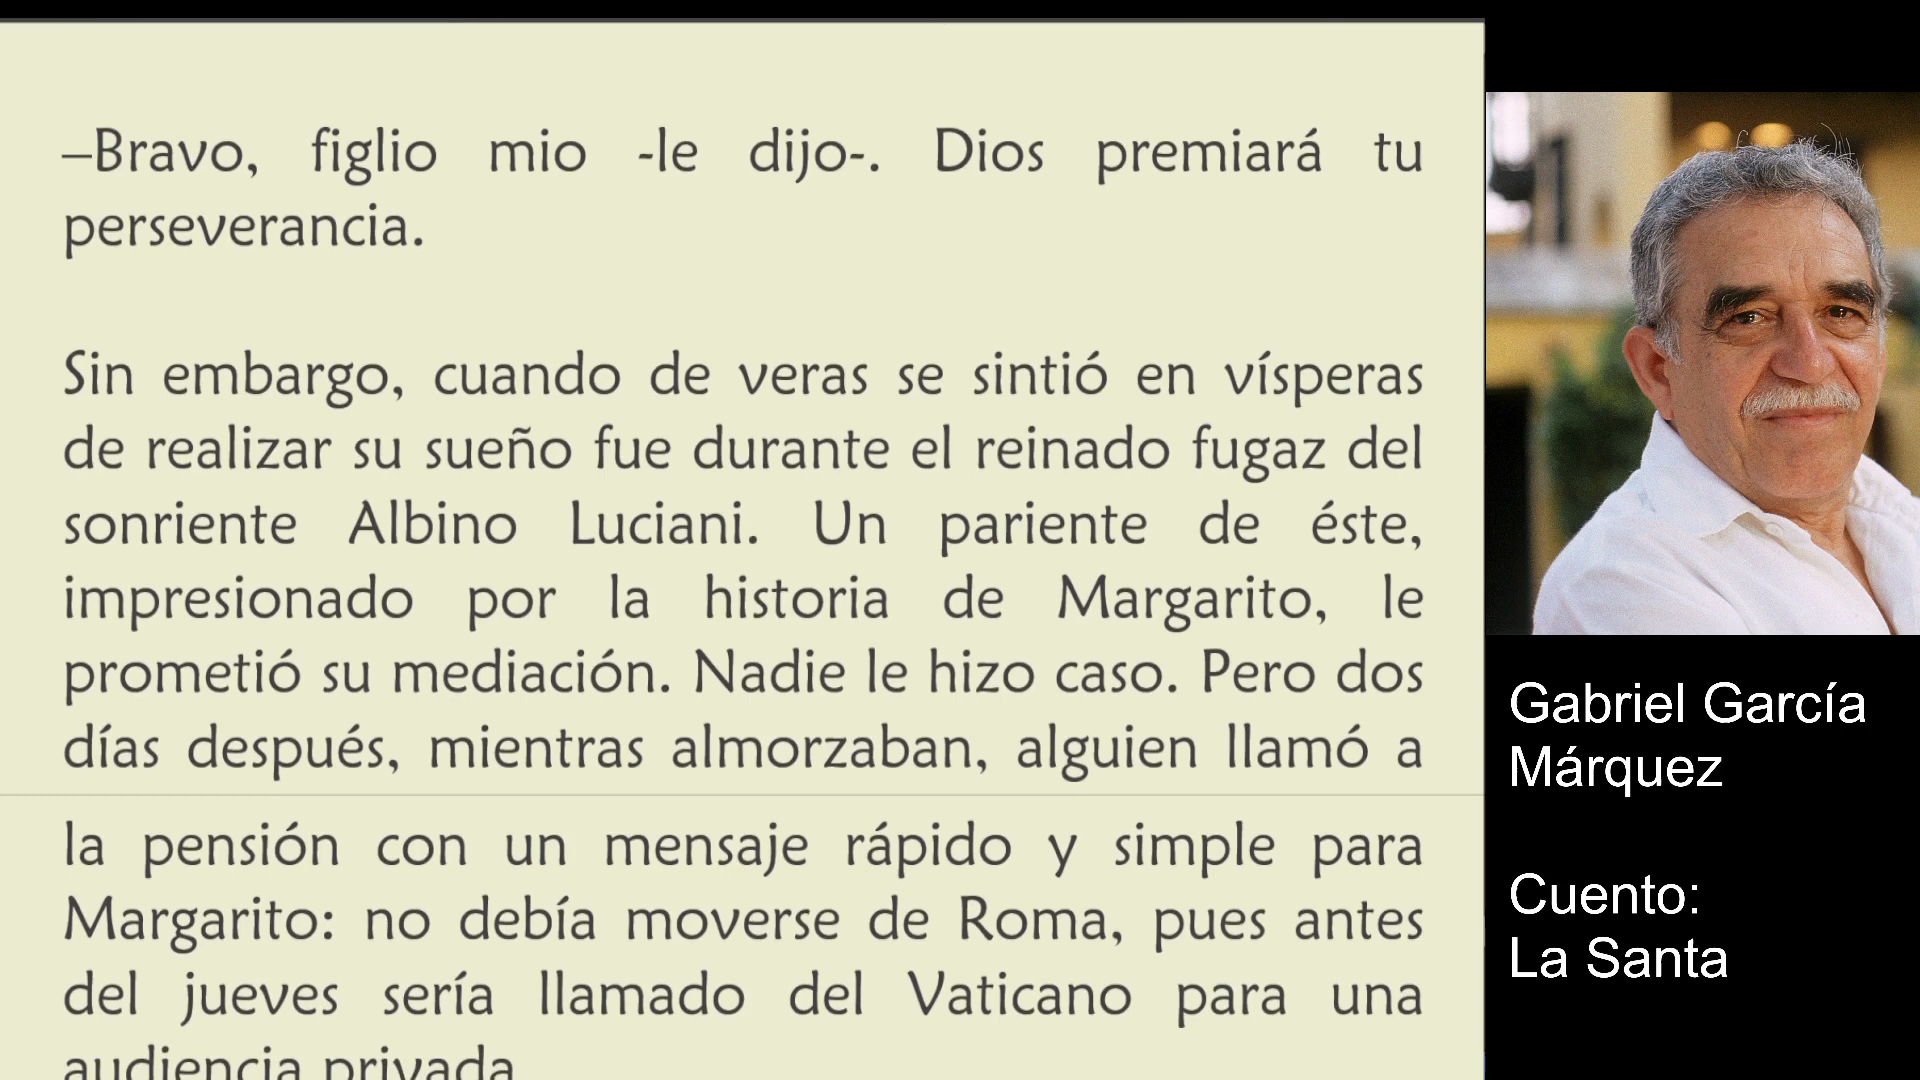 –Bravo, figlio mio -le dijo-. Dios premiará tu
perseverancia.
Sin embargo, cuando de veras se sintió en vísperas
de realizar su sueño fue durante el reinado fugaz del
sonriente Albino Luciani. Un pariente de éste,
impresionado por la historia de Margarito, le
prometió su mediación. Nadie le hizo caso. Pero dos
días después, mientras almorzaban, alguien llamó a
la pensión con un mensaje rápido y simple para
Margarito: no debía moverse de Roma, pues antes
del jueves sería llamado del Vaticano para una
audiencia privada
Gabriel García
Márquez
Cuento:
La Santa